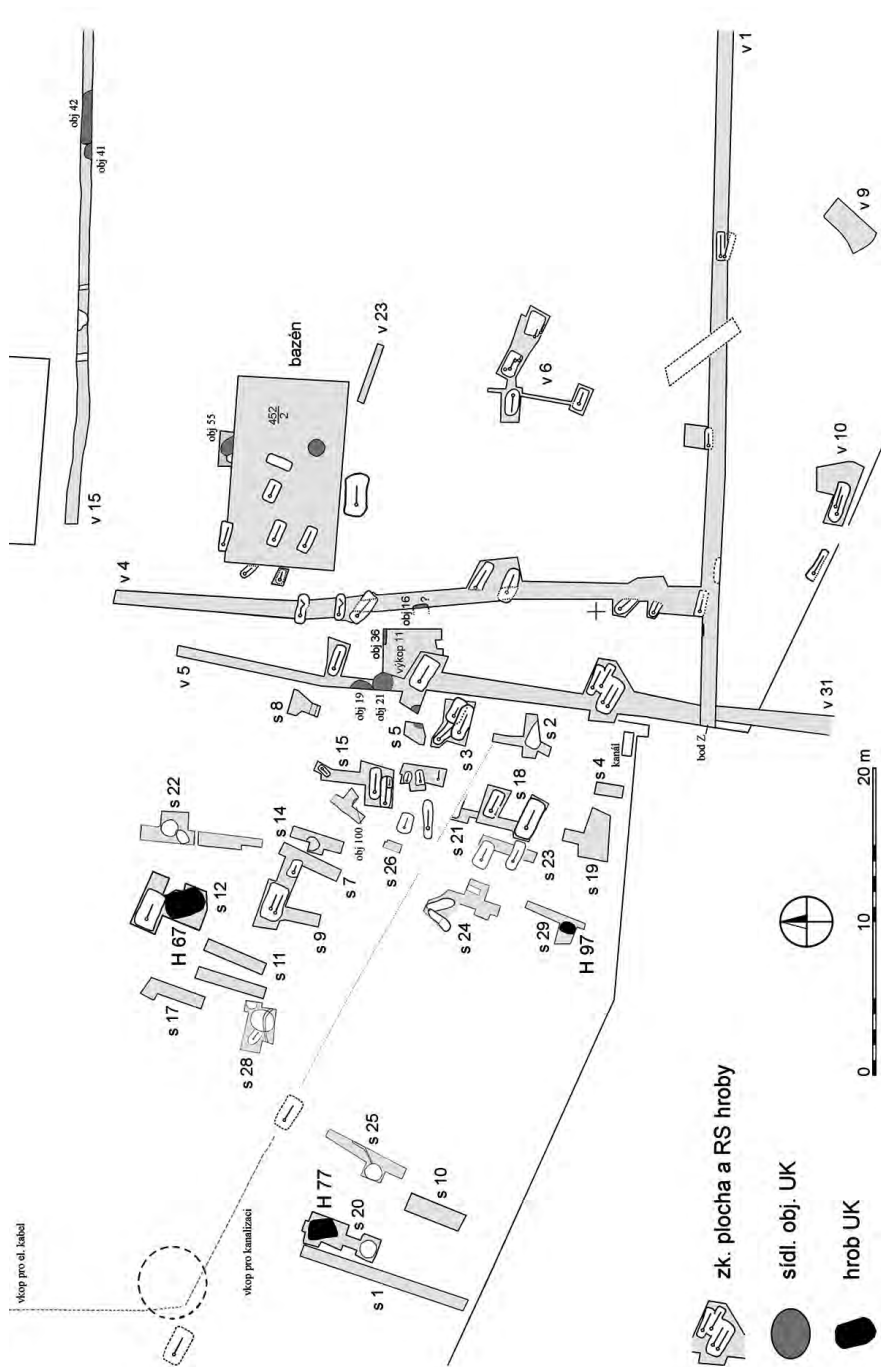 vkop pro el. kabel
vkop pro kanalizaci
s 1
s 20
H 77
s 25
s 10
s 28
s 17
s 11
H 67
s 12
s 22
s 9
s 7
s 14
obj 100
s 15
s 8
s 26
s 24
s 29
H 97
s 23
s 21
s 18
s 19
s 4
kanál
s 2
s 3
s 5
obj 19
obj 21
obj 36
výkop 11
obj 16
?
v 5
v 4
v 31
bod Z
v 15
obj 41
obj 42
obj 55
452
2
bazén
v 23
v 6
v 1
v 9
v 10
0
10
20 m
zk. plocha a RS hroby
sídl. obj. UK
hrob UK